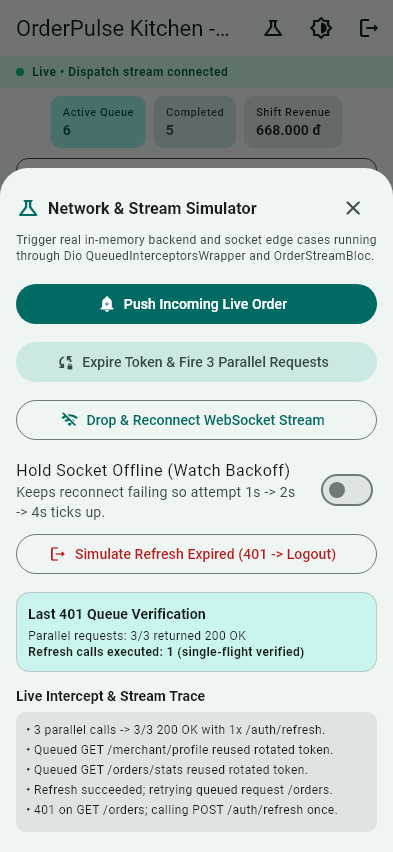 OrderPulse Kitchen -...
Live • Dispatch stream connected
Active Queue
6
Completed
5
Shift Revenue
668.000 đ
Network & Stream Simulator
Trigger real in-memory backend and socket edge cases running
through Dio QueuedInterceptorsWrapper and OrderStreamBloc.
Push Incoming Live Order
Expire Token & Fire 3 Parallel Requests
Drop & Reconnect WebSocket Stream
Hold Socket Offline (Watch Backoff)
Keeps reconnect failing so attempt 1s -> 2s
-> 4s ticks up.
Simulate Refresh Expired (401 -> Logout)
Last 401 Queue Verification
Parallel requests: 3/3 returned 200 OK
Refresh calls executed: 1 (single-flight verified)
Live Intercept & Stream Trace
• 3 parallel calls -> 3/3 200 OK with 1x /auth/refresh.
• Queued GET /merchant/profile reused rotated token.
• Queued GET /orders/stats reused rotated token.
• Refresh succeeded; retrying queued request /orders.
• 401 on GET /orders; calling POST /auth/refresh once.